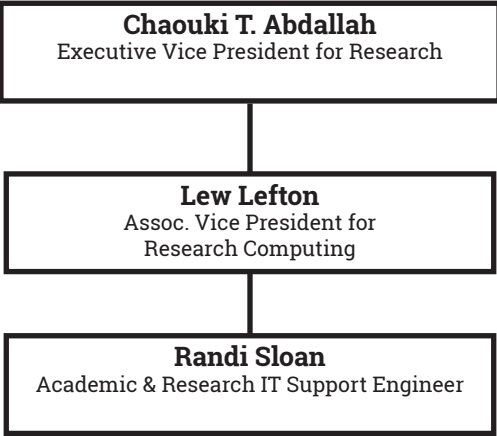 Chaouki T. Abdallah
Executive Vice President for Research
Lew Lefton
Assoc. Vice President for
Research Computing
Randi Sloan
Academic & Research IT Support Engineer